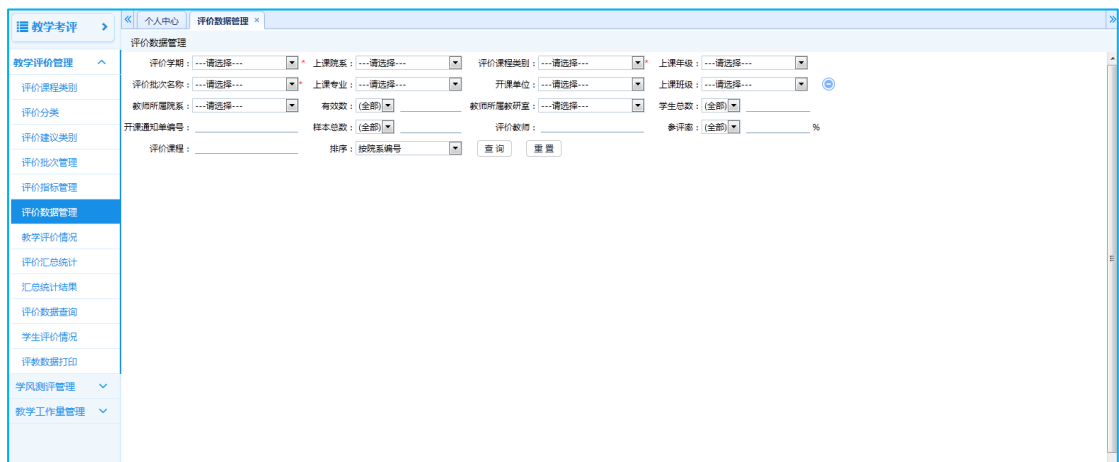 教学考评
个人中心 评价数据管理 ×
评价数据管理
教学评价管理
评价课程类别
评价分类
评价建议类别
评价批次管理
评价指标管理
评价数据管理
教学评价情况
评价汇总统计
汇总统计结果
评价数据查询
学生评价情况
评教数据打印
学风测评管理
教学工作量管理
评价学期：---请选择--- * 上课院系：---请选择--- 评价课程类别：---请选择--- * 上课年级：---请选择---
评价批次名称：---请选择--- * 上课专业：---请选择--- 开课单位：---请选择--- 上课班级：---请选择---
教师所属院系：---请选择--- 有效数：(全部) 教师所属教研室：---请选择--- 学生总数：(全部)
开课通知单编号： 样本总数：(全部) 评价教师： 参评率：(全部) %
评价课程： 排序：按院系编号 查询 重置